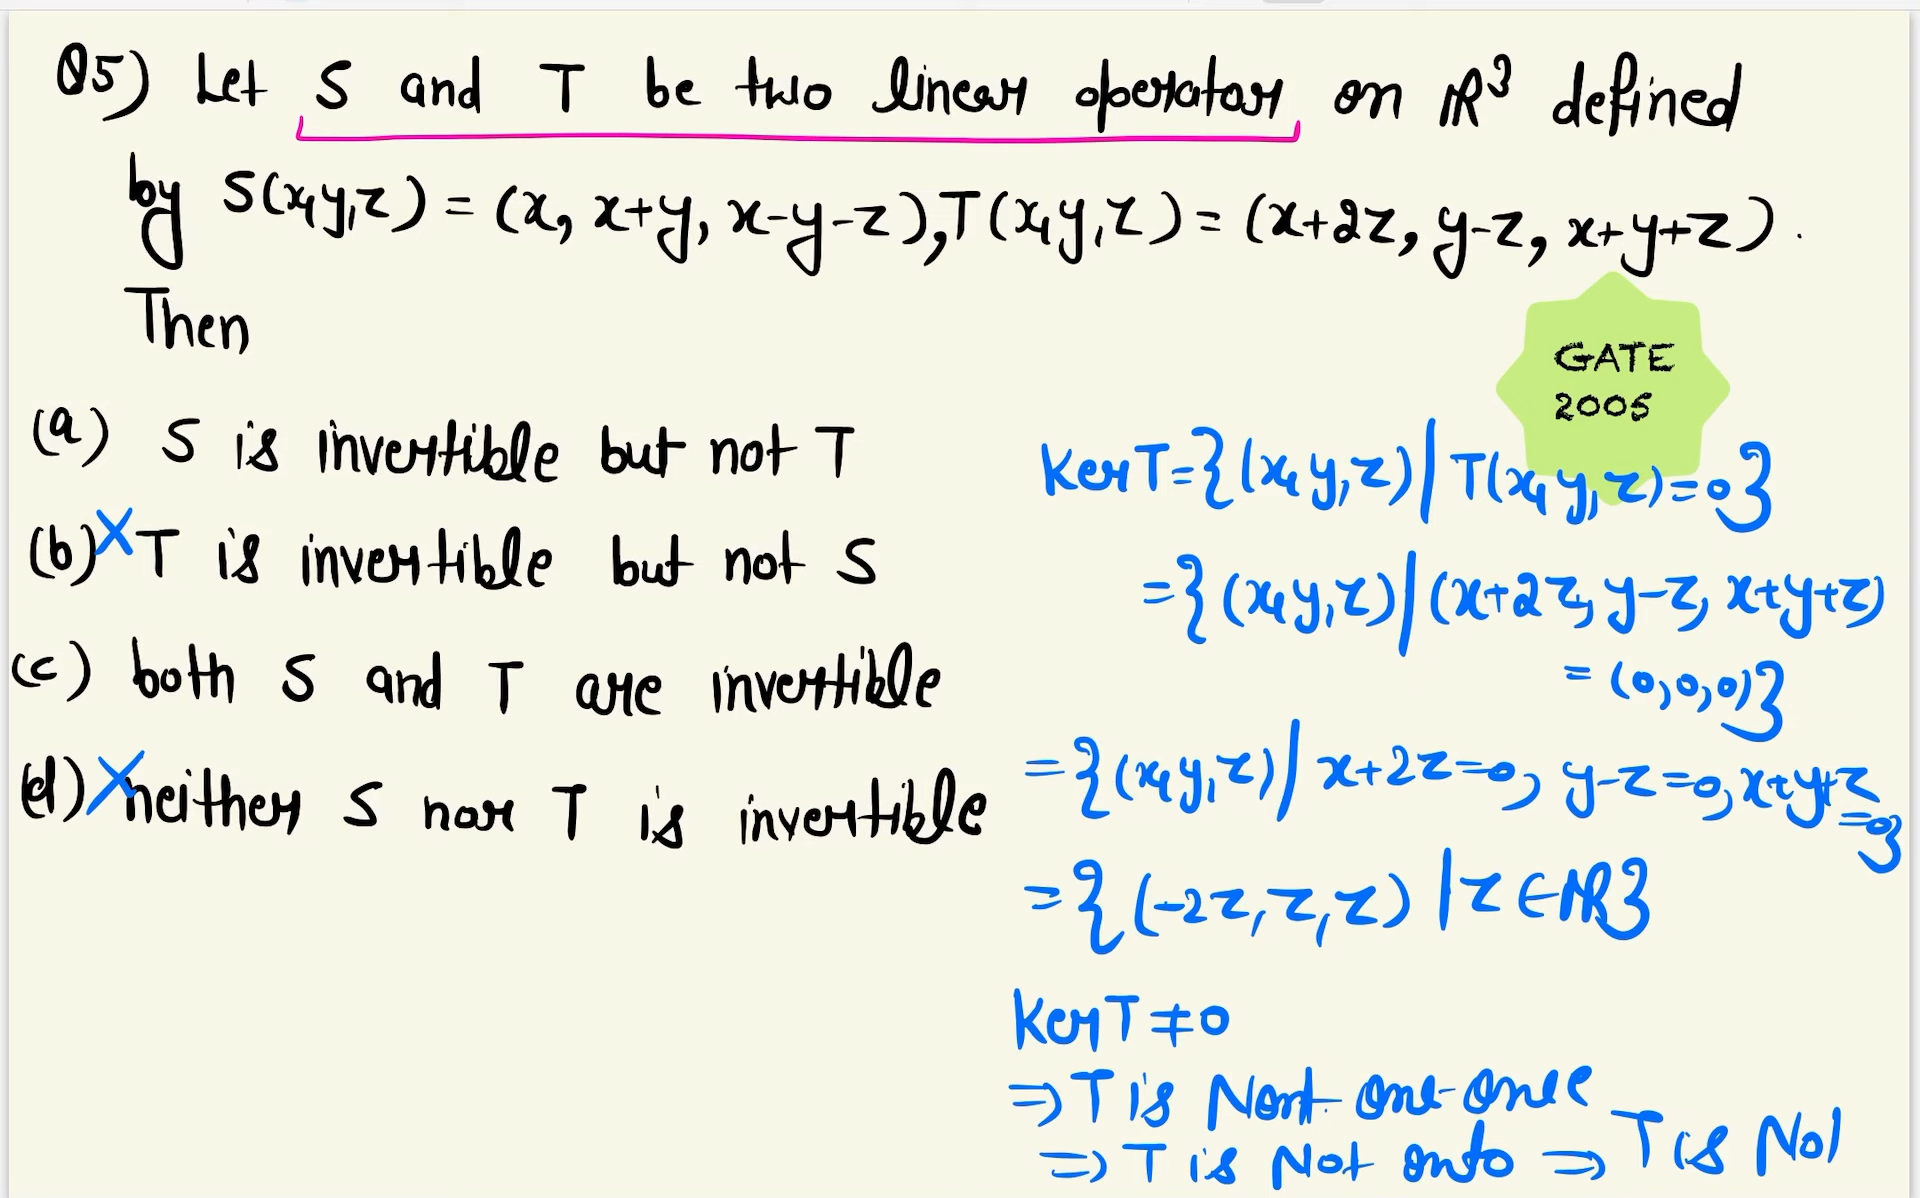 Q5) Let S and T be two linear operator on ℝ³ defined
by S(x,y,z) = (x, x+y, x-y-z), T(x,y,z) = (x+2z, y-z, x+y+z).
Then
GATE
2005
(a) S is invertible but not T
(b)× T is invertible but not S
(c) both S and T are invertible
(d)× neither S nor T is invertible
Ker T = {(x,y,z) | T(x,y,z) = 0}
= {(x,y,z) | (x+2z, y-z, x+y+z)
= (0,0,0)}
= {(x,y,z) | x+2z=0, y-z=0, x+y+z
=0}
= {(-2z, z, z) | z ∈ ℝ}
Ker T ≠ 0
⇒ T is Not one-one
⇒ T is Not onto ⇒ T is Not